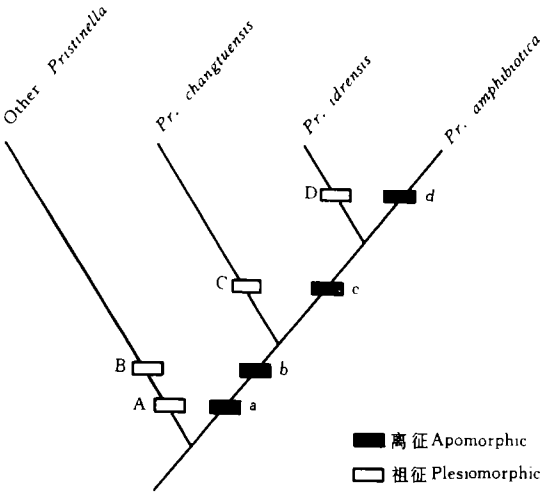 Other Pristinella
Pr. changtuensis
Pr. idrensis
Pr. amphibiotica
D
d
C
c
B
b
A
a
离征 Apomorphic
祖征 Plesiomorphic